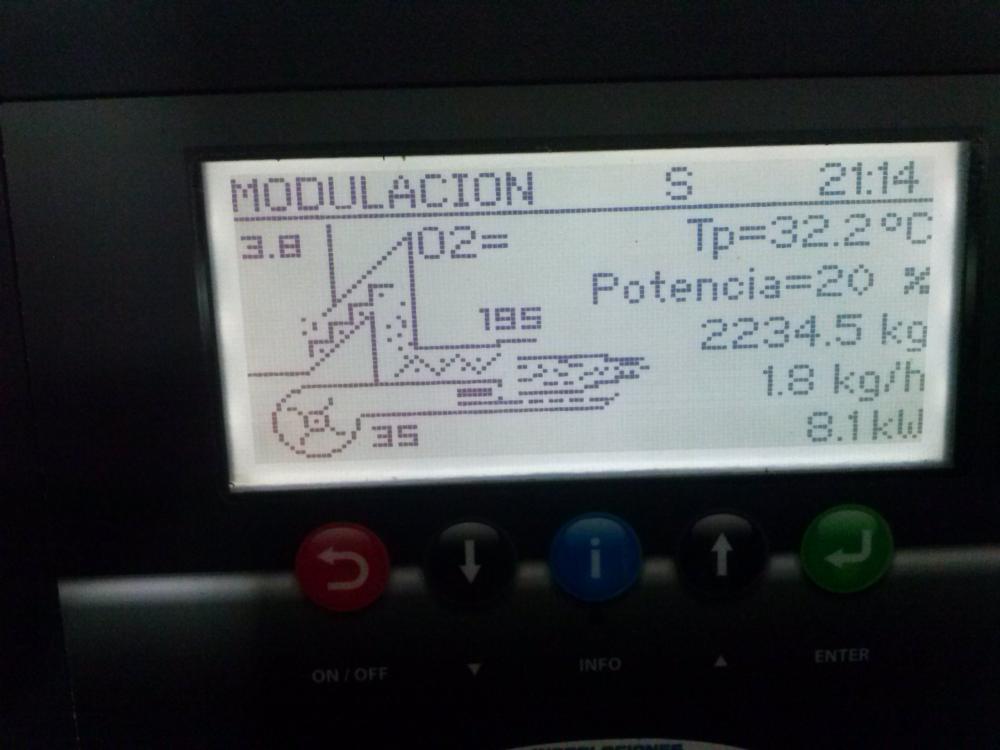 MODULACION S 21:14
3.8 O2= Tp=32.2ºC
Potencia=20 %
195 2234.5 kg
1.8 kg/h
35 8.1kW
i
ON / OFF ▼ INFO ▲ ENTER